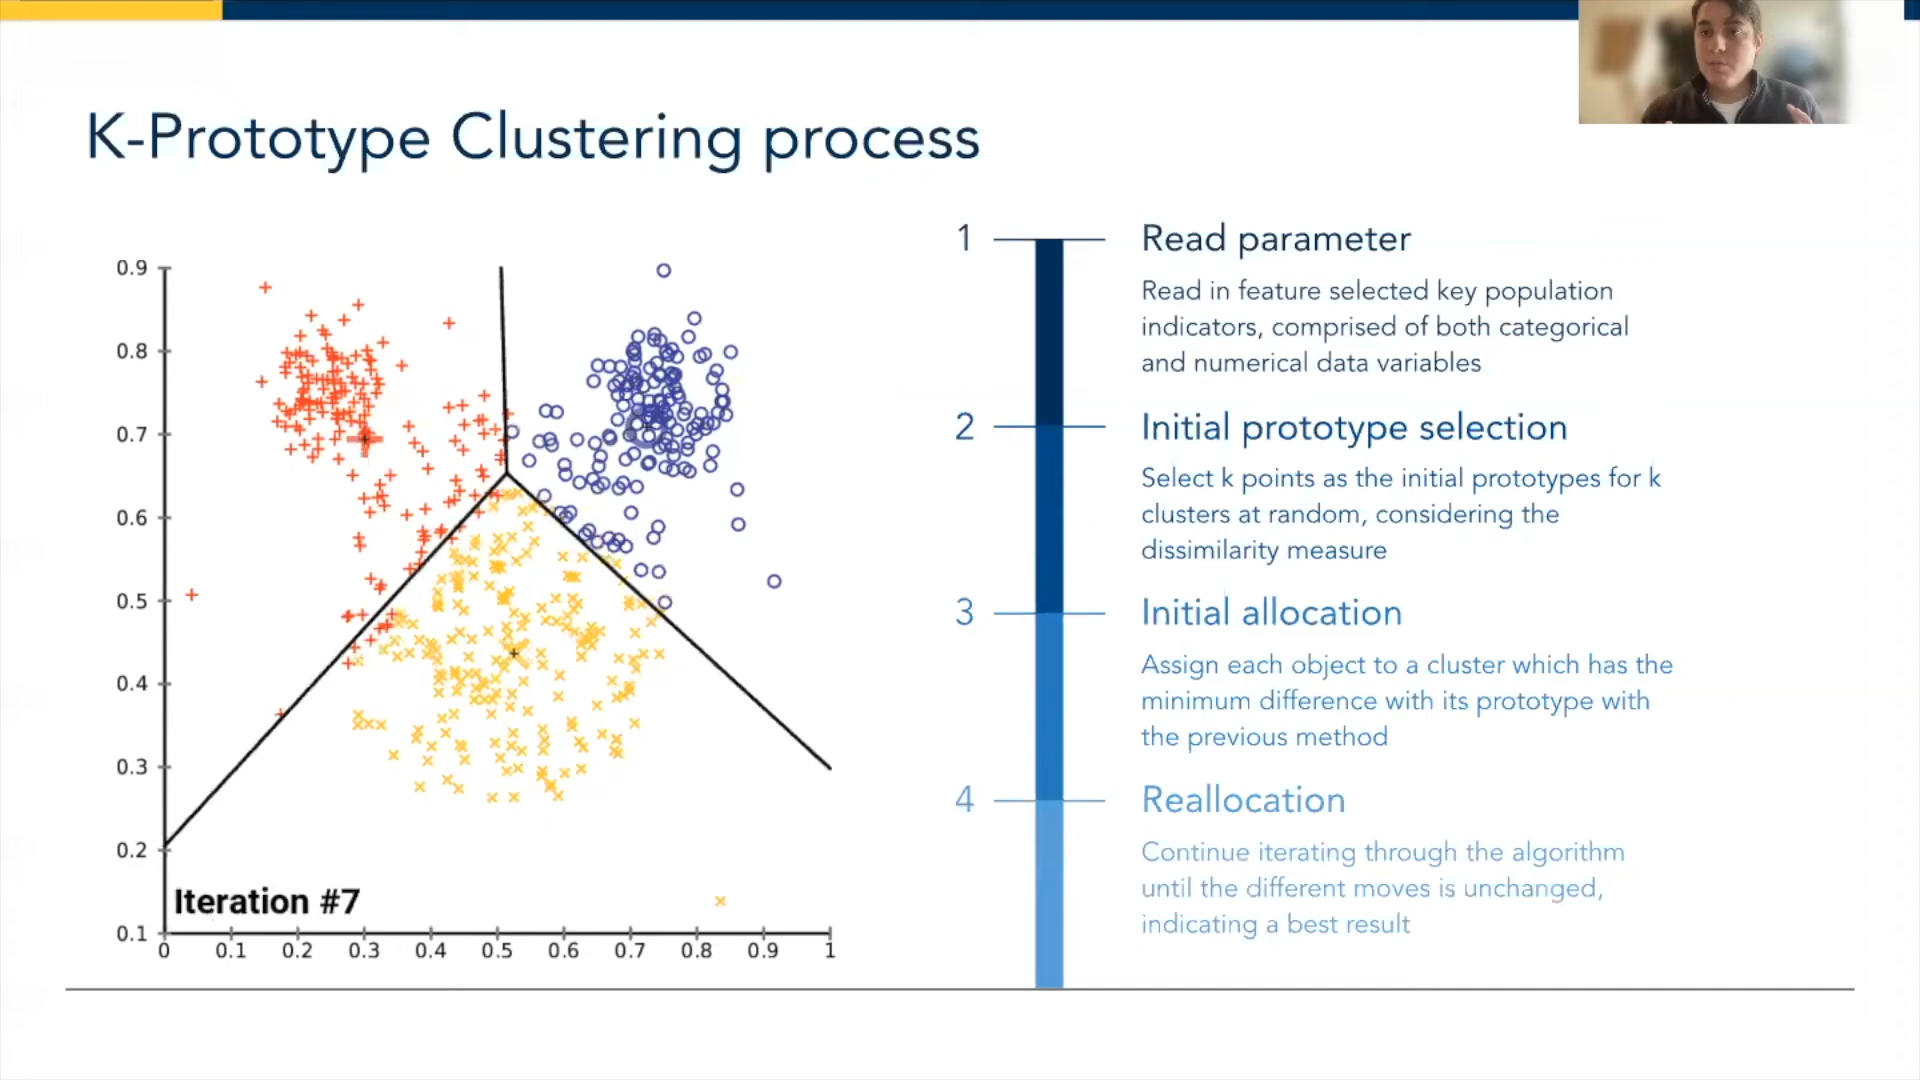 K-Prototype Clustering process
0.9
0.8
0.7
0.6
0.5
0.4
0.3
0.2
0.1
Iteration #7
0 0.1 0.2 0.3 0.4 0.5 0.6 0.7 0.8 0.9 1
1 Read parameter
Read in feature selected key population
indicators, comprised of both categorical
and numerical data variables
2 Initial prototype selection
Select k points as the initial prototypes for k
clusters at random, considering the
dissimilarity measure
3 Initial allocation
Assign each object to a cluster which has the
minimum difference with its prototype with
the previous method
4 Reallocation
Continue iterating through the algorithm
until the different moves is unchanged,
indicating a best result